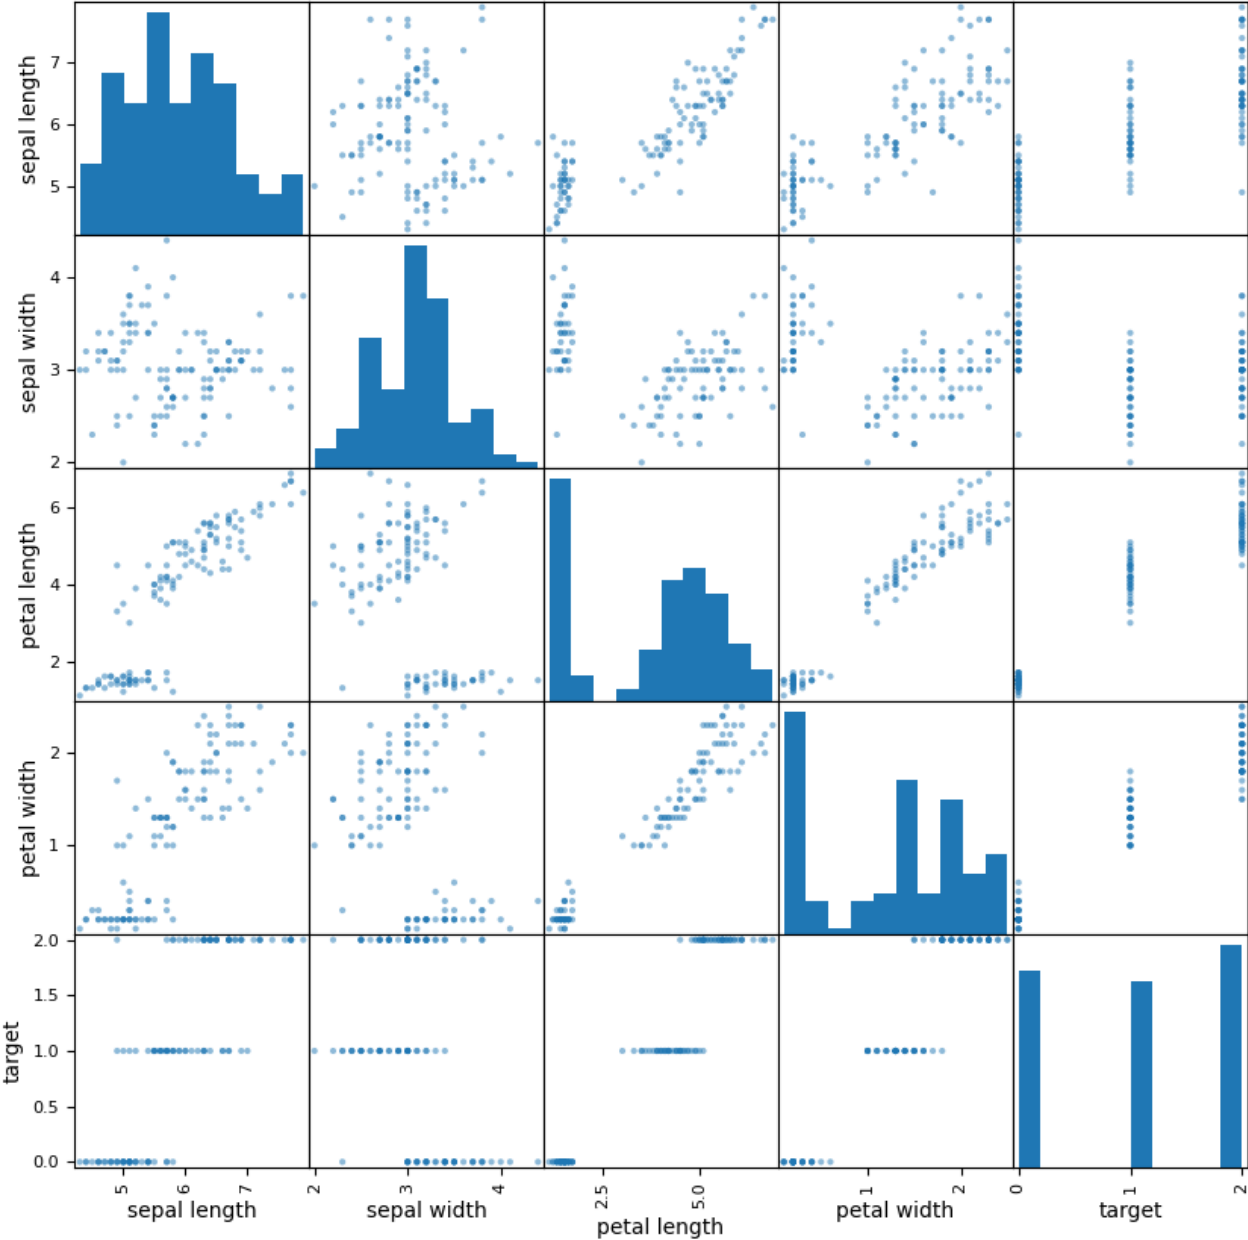 sepal length
7
6
5
sepal width
4
3
2
petal length
6
4
2
petal width
2
1
target
2.0
1.5
1.0
0.5
0.0
5 6 7 2 3 4 2.5 5.0 1 2 0 1 2
sepal length sepal width petal length petal width target